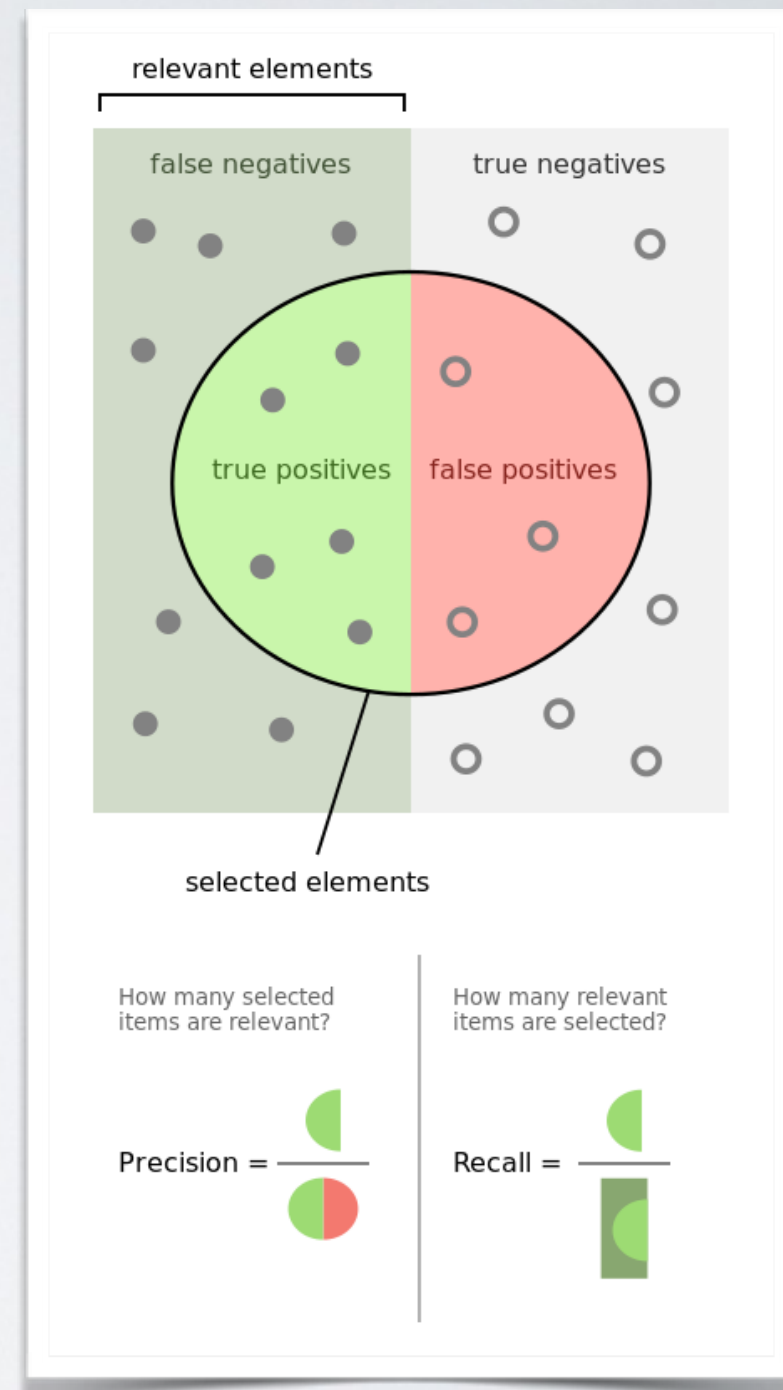 relevant elements
false negatives
true negatives
true positives
false positives
selected elements
How many selected
items are relevant?
Precision =
How many relevant
items are selected?
Recall =